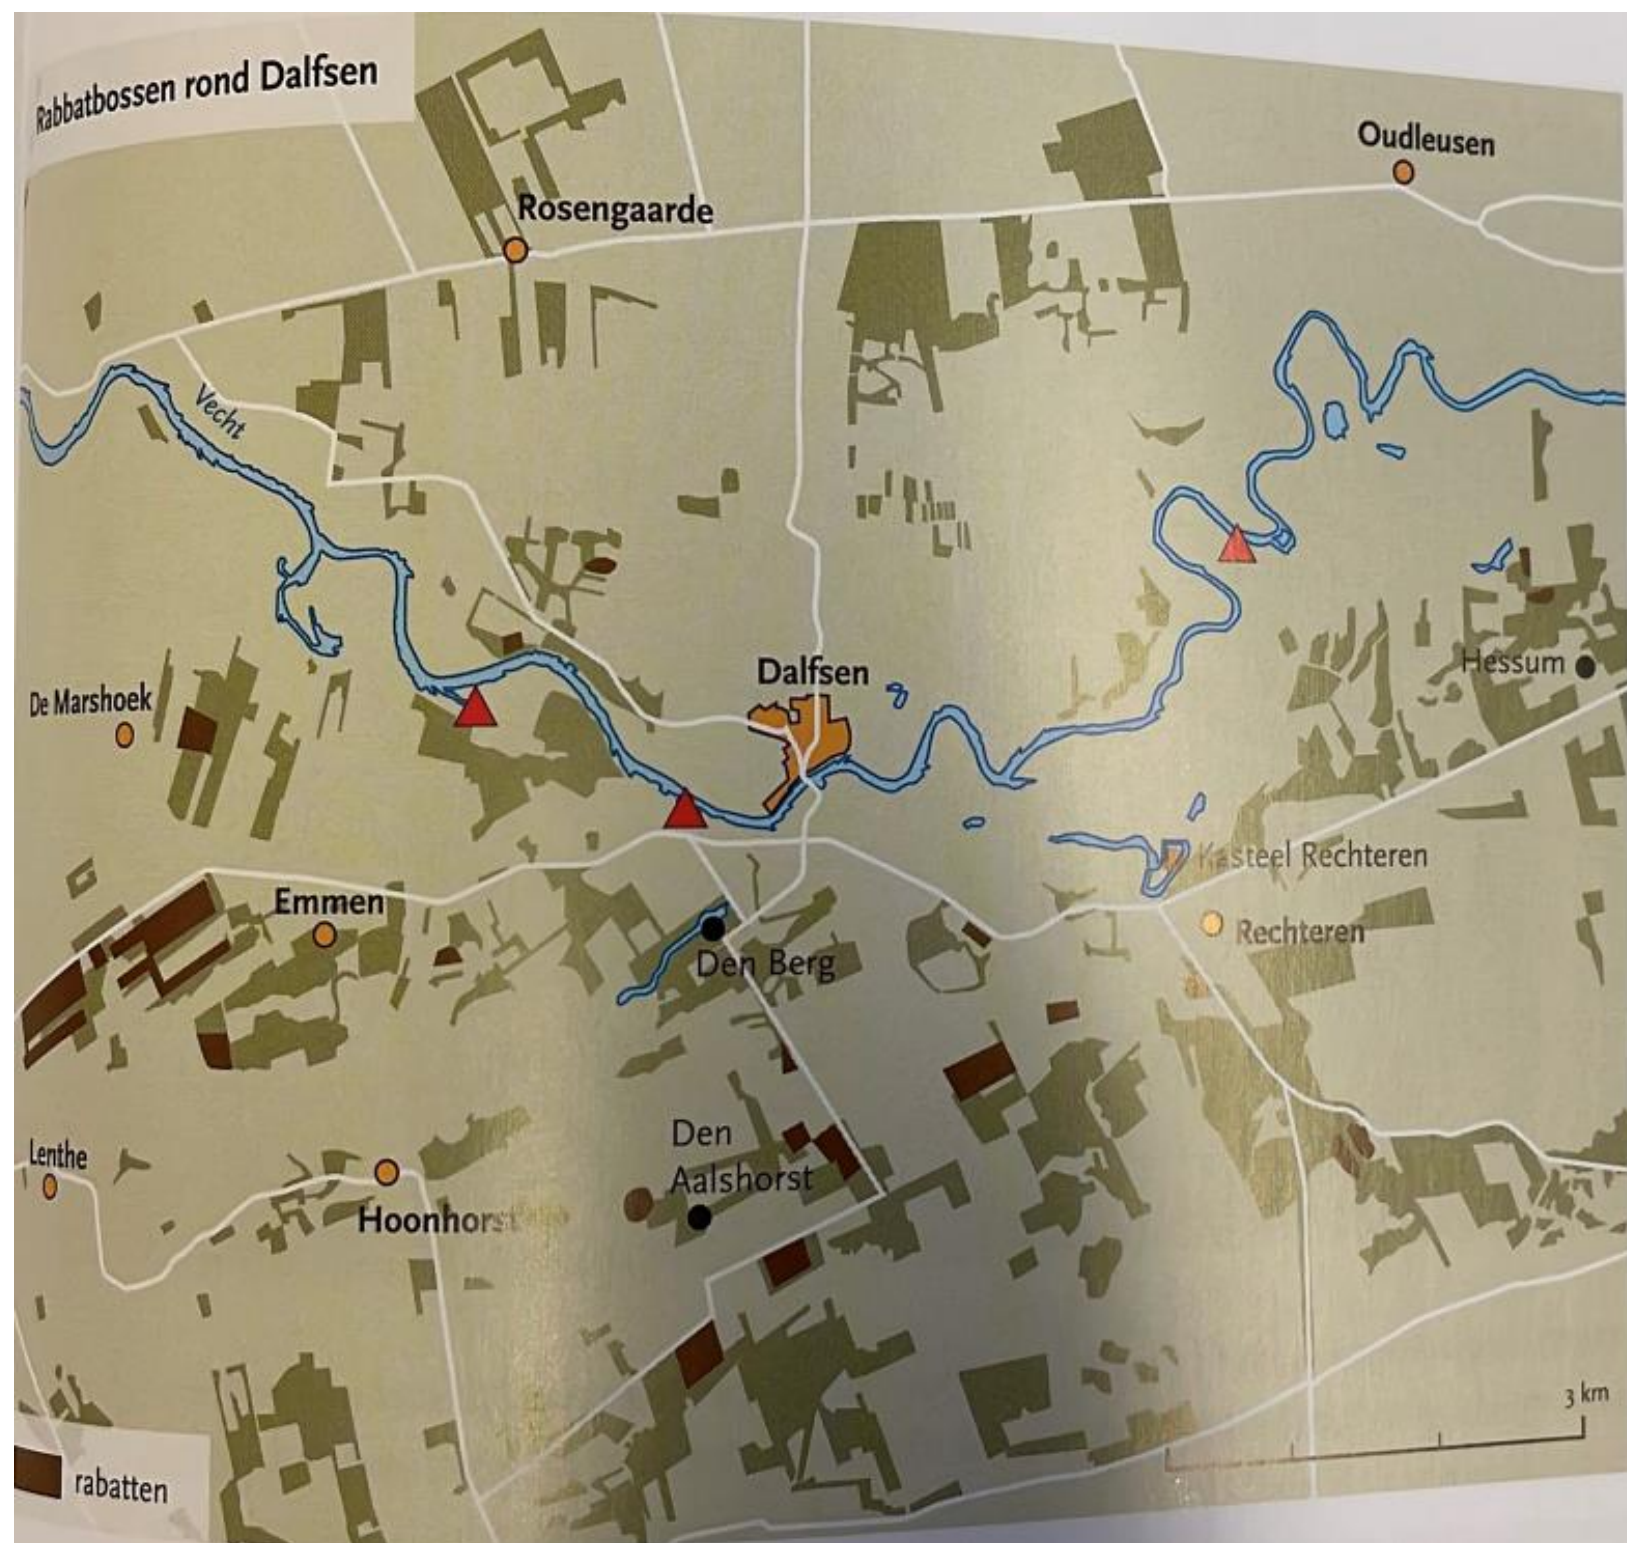 Rabbatbossen rond Dalfsen
Oudleusen
Rosengaarde
Vecht
Dalfsen
Hessum
De Marshoek
Kasteel Rechteren
Emmen
Rechteren
Den Berg
Den
Aalshorst
Lenthe
Hoonhorst
3 km
rabatten